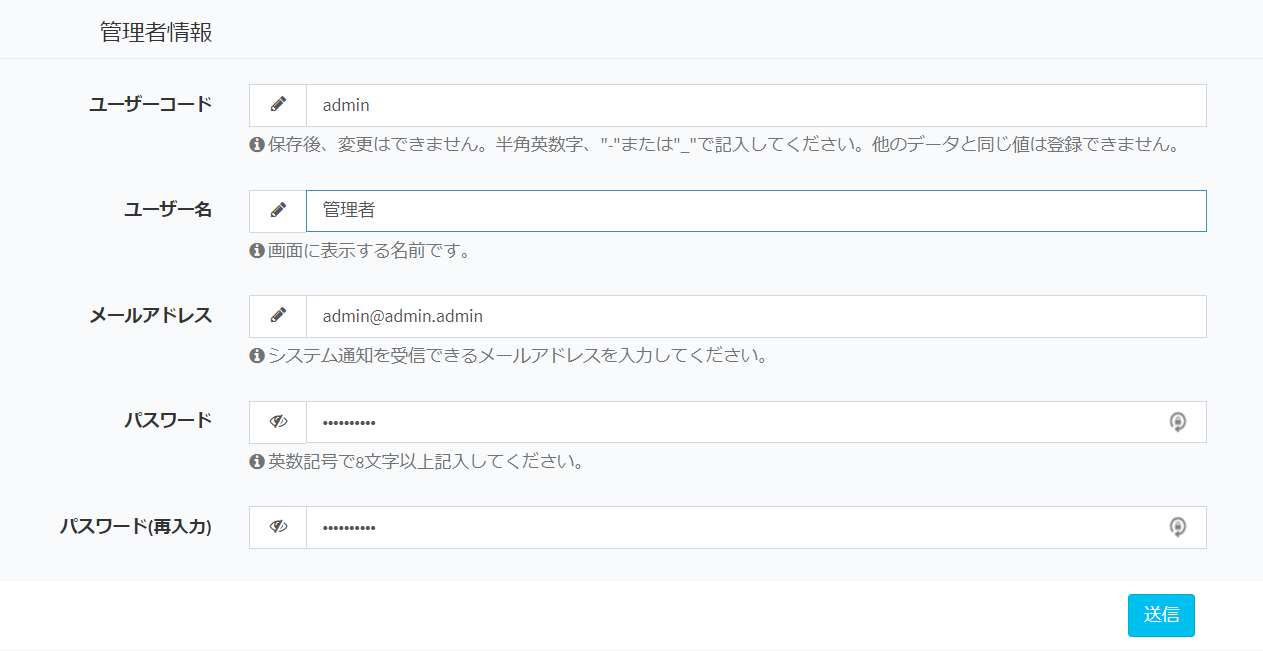 管理者情報
ユーザーコード
admin
保存後、変更はできません。半角英数字、"-"または"_"で記入してください。他のデータと同じ値は登録できません。
ユーザー名
管理者
画面に表示する名前です。
メールアドレス
admin@admin.admin
システム通知を受信できるメールアドレスを入力してください。
パスワード
••••••••••
英数記号で8文字以上記入してください。
パスワード(再入力)
••••••••••
送信